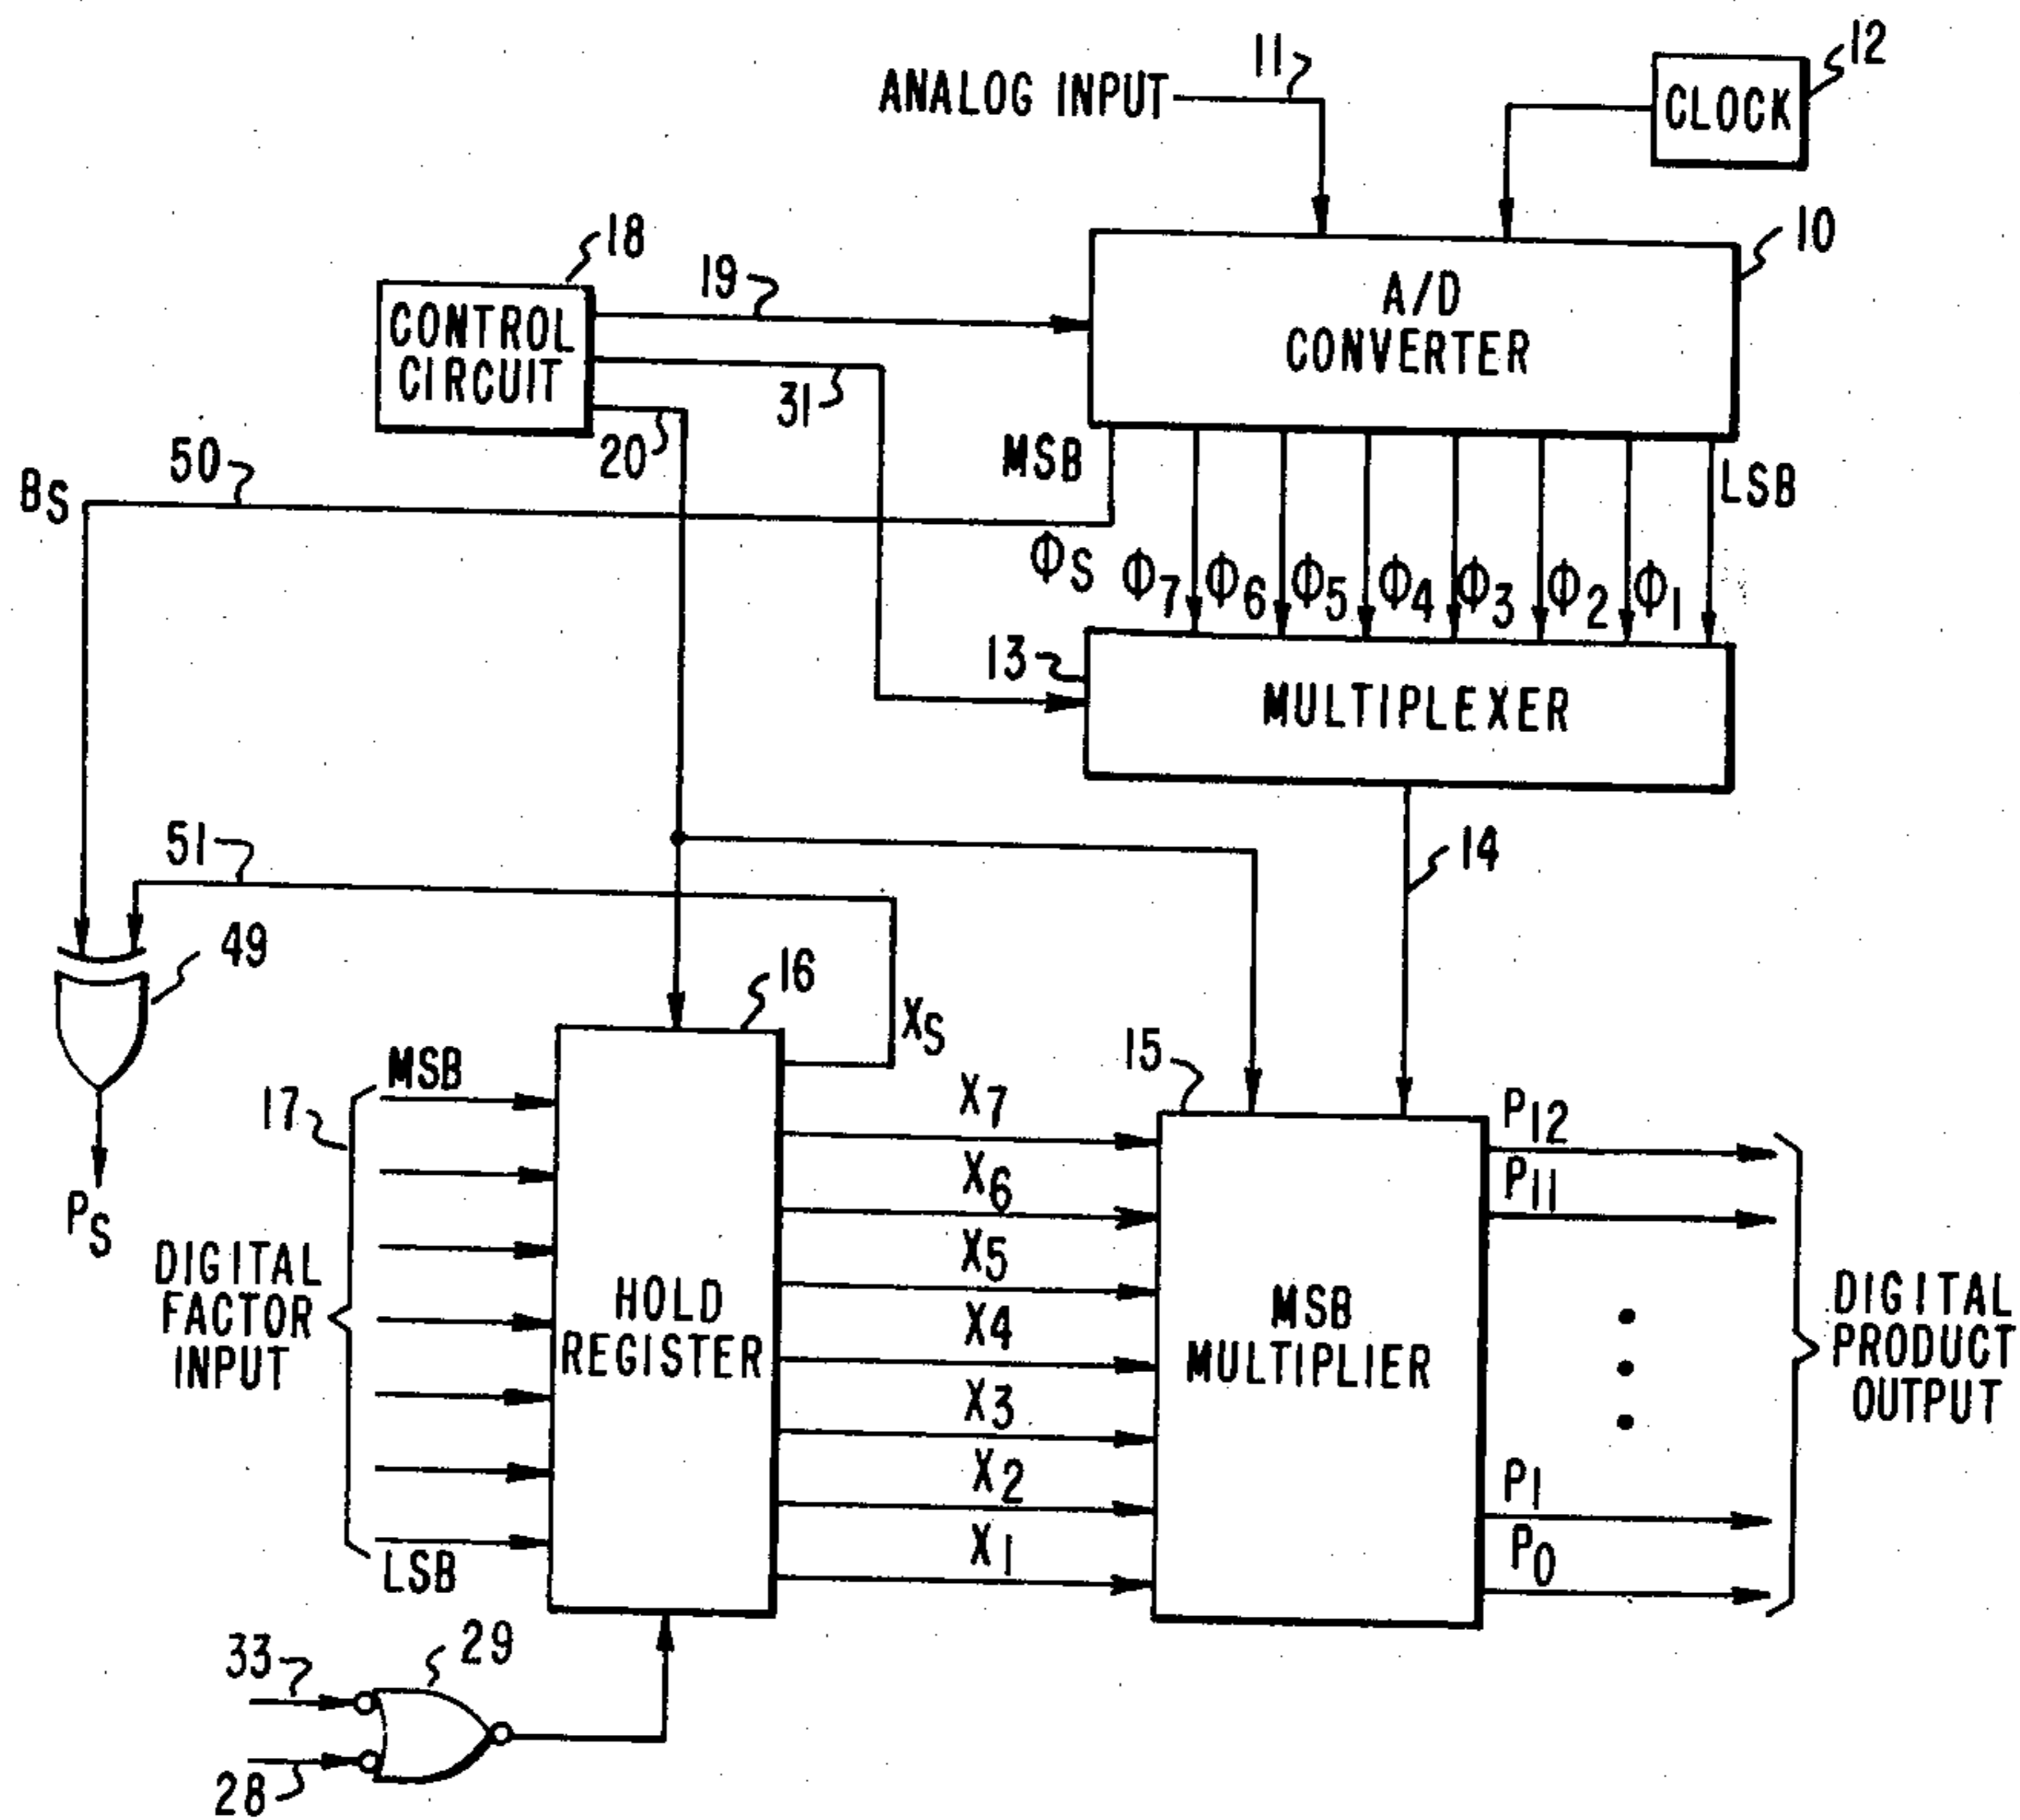 ANALOG INPUT
11
CLOCK
12
18
CONTROL
CIRCUIT
19
31
20
A/D
CONVERTER
10
MSB
LSB
BS
50
ΦS
Φ7
Φ6
Φ5
Φ4
Φ3
Φ2
Φ1
13
MULTIPLEXER
14
51
49
PS
16
XS
17
MSB
DIGITAL
FACTOR
INPUT
LSB
HOLD
REGISTER
X7
X6
X5
X4
X3
X2
X1
15
MSB
MULTIPLIER
P12
P11
P1
P0
DIGITAL
PRODUCT
OUTPUT
33
29
28